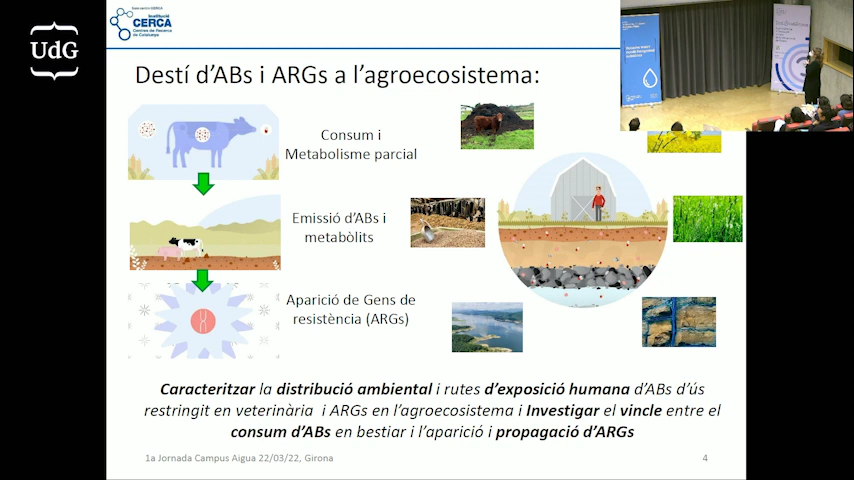 UdG
Institució
CERCA
Centres de Recerca
de Catalunya
Destí d'ABs i ARGs a l'agroecosistema:
Consum i
Metabolisme parcial
Emissió d'ABs i
metabòlits
Aparició de Gens de
resistència (ARGs)
Caracteritzar la distribució ambiental i rutes d'exposició humana d'ABs d'ús
restringit en veterinària i ARGs en l'agroecosistema i Investigar el vincle entre el
consum d'ABs en bestiar i l'aparició i propagació d'ARGs
1a Jornada Campus Aigua 22/03/22, Girona
4